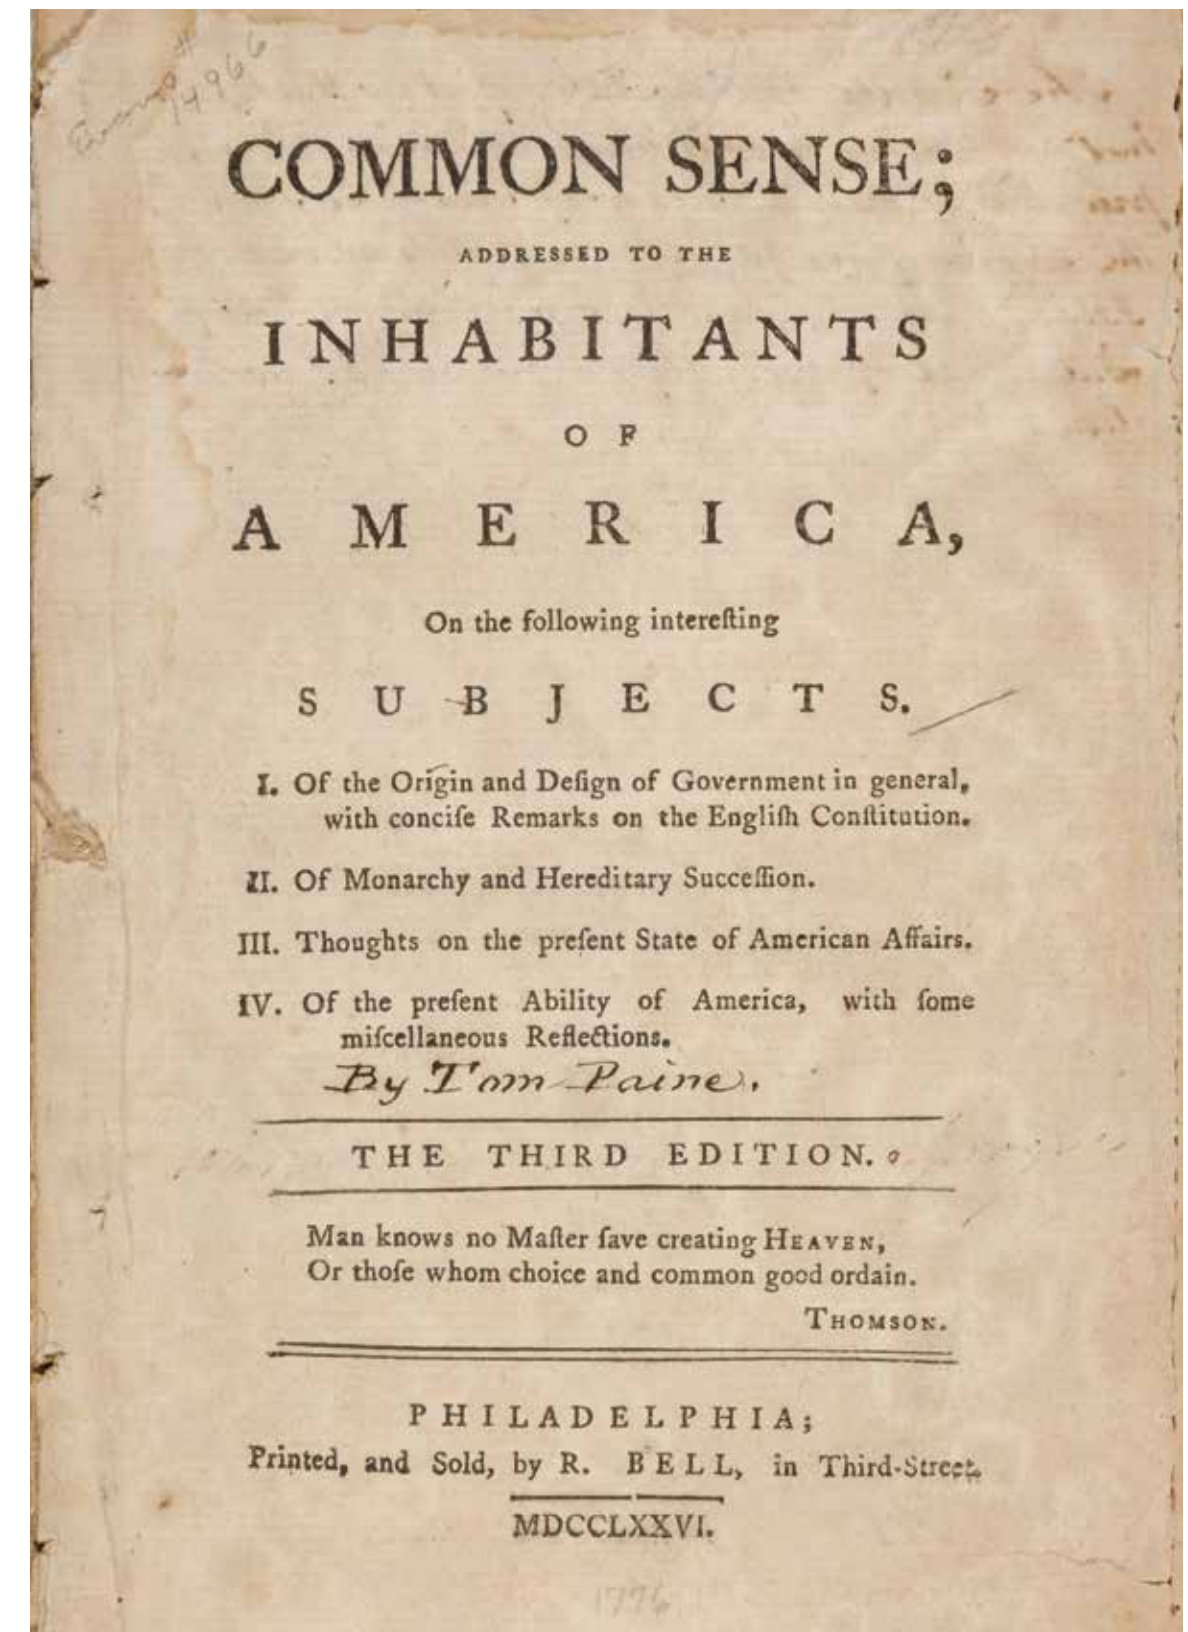 14966
COMMON SENSE;
ADDRESSED TO THE
INHABITANTS
OF
AMERICA,
On the following intereſting
SUBJECTS.
I. Of the Origin and Deſign of Government in general,
with conciſe Remarks on the Engliſh Conſtitution.
II. Of Monarchy and Hereditary Succeſſion.
III. Thoughts on the preſent State of American Affairs.
IV. Of the preſent Ability of America, with ſome
miſcellaneous Reflections.
By Tom Paine.
THE THIRD EDITION.
Man knows no Maſter ſave creating HEAVEN,
Or thoſe whom choice and common good ordain.
THOMSON.
PHILADELPHIA;
Printed, and Sold, by R. BELL, in Third-Street.
MDCCLXXVI.
1776